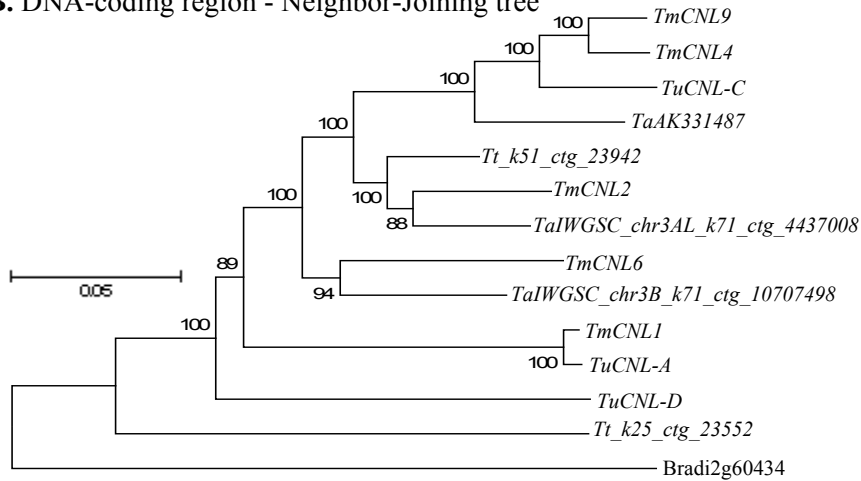 DNA-coding region - Neighbor-Joining tree
100 TmCNL9
100 TmCNL4
100 TuCNL-C
100 TaAK331487
Tt_k51_ctg_23942
100 100 TmCNL2
88 TaIWGSC_chr3AL_k71_ctg_4437008
89 TmCNL6
0.05 94 TaIWGSC_chr3B_k71_ctg_10707498
100 TmCNL1
100 TuCNL-A
TuCNL-D
Tt_k25_ctg_23552
Bradi2g60434